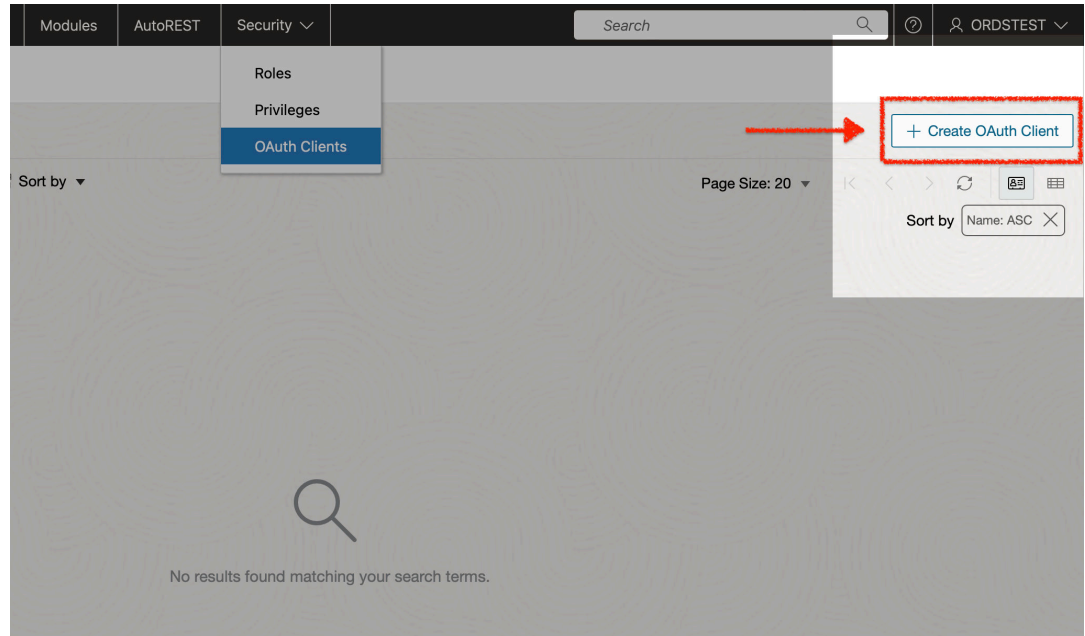 Modules AutoREST Security Search ORDSTEST
Roles
Privileges
OAuth Clients
+ Create OAuth Client
Sort by Page Size: 20
Sort by Name: ASC
No results found matching your search terms.